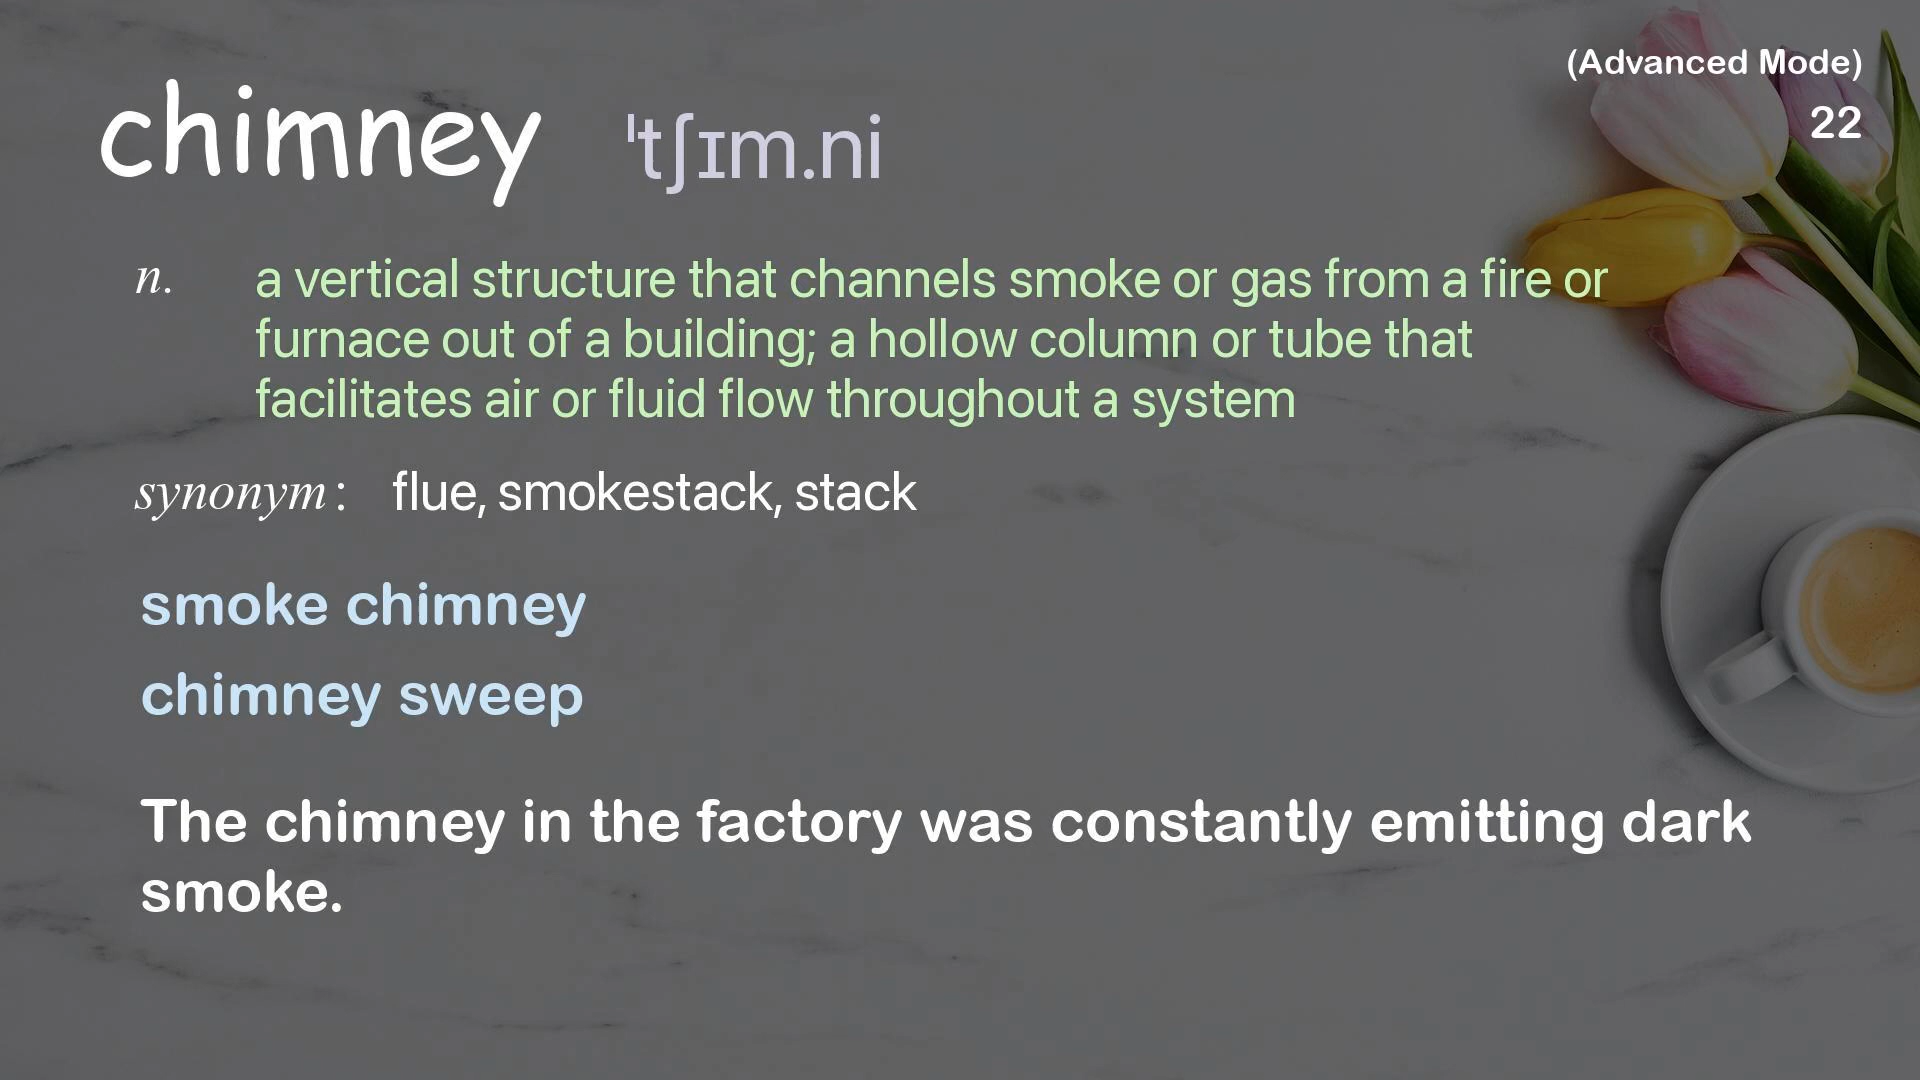 (Advanced Mode)
22
chimney ˈtʃɪm.ni
n. a vertical structure that channels smoke or gas from a fire or
furnace out of a building; a hollow column or tube that
facilitates air or fluid flow throughout a system
synonym: flue, smokestack, stack
smoke chimney
chimney sweep
The chimney in the factory was constantly emitting dark
smoke.